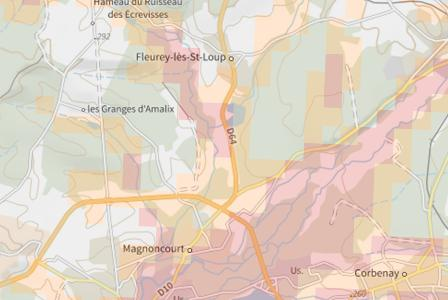 Hameau du Ruisseau
des Écrevisses
292
Fleurey-lès-St-Loup
les Granges d'Amalix
D64
Magnoncourt
Us.
Corbenay
D10
260
Us.